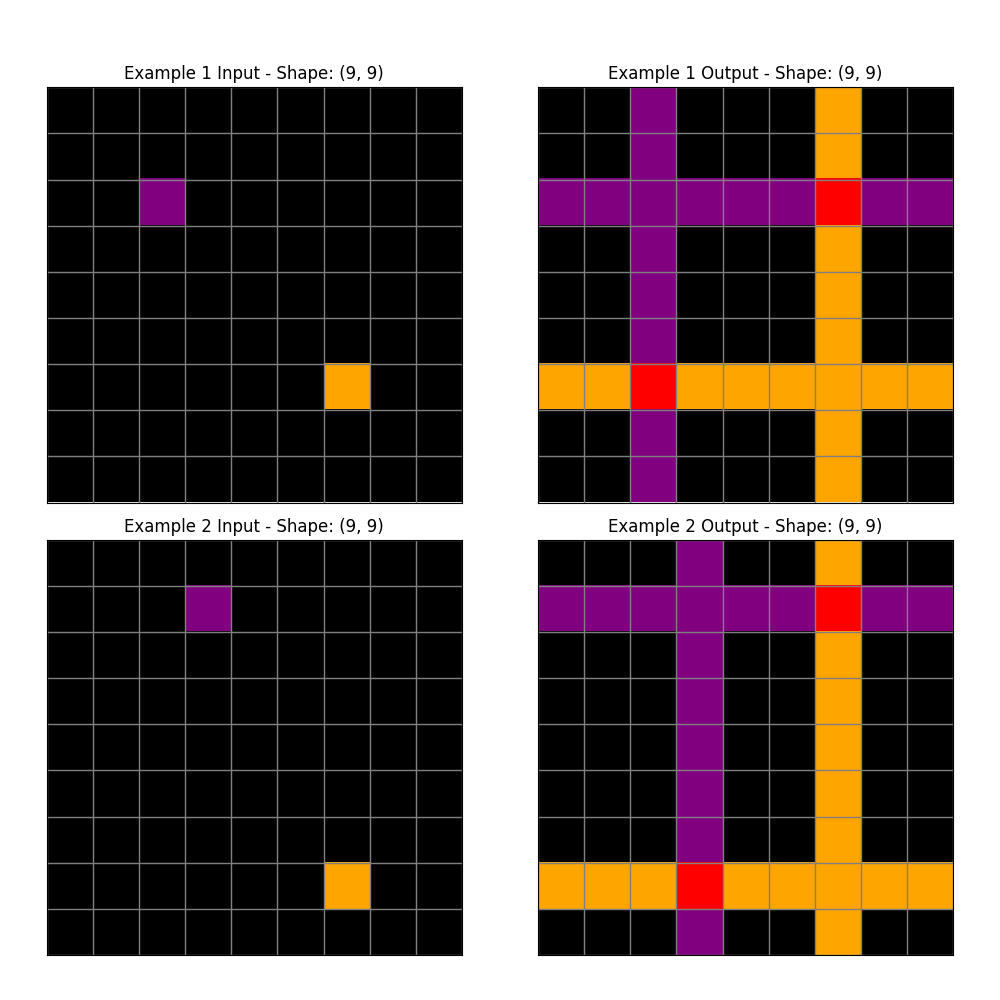 Example 1 Input - Shape: (9, 9)
Example 1 Output - Shape: (9, 9)
Example 2 Input - Shape: (9, 9)
Example 2 Output - Shape: (9, 9)